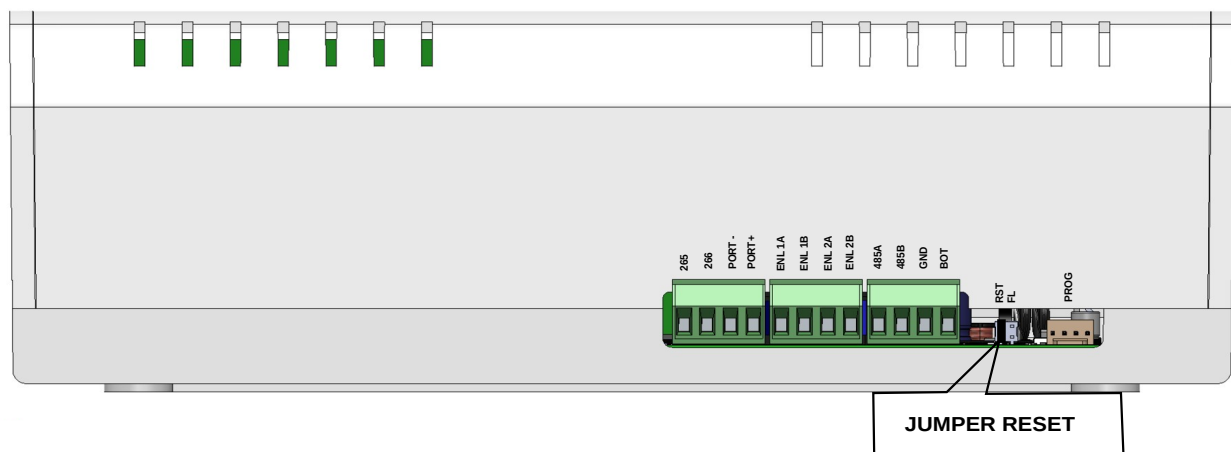 265
266
PORT -
PORT+
ENL 1A
ENL 1B
ENL 2A
ENL 2B
485A
485B
GND
BOT
RST
FL
PROG
JUMPER RESET